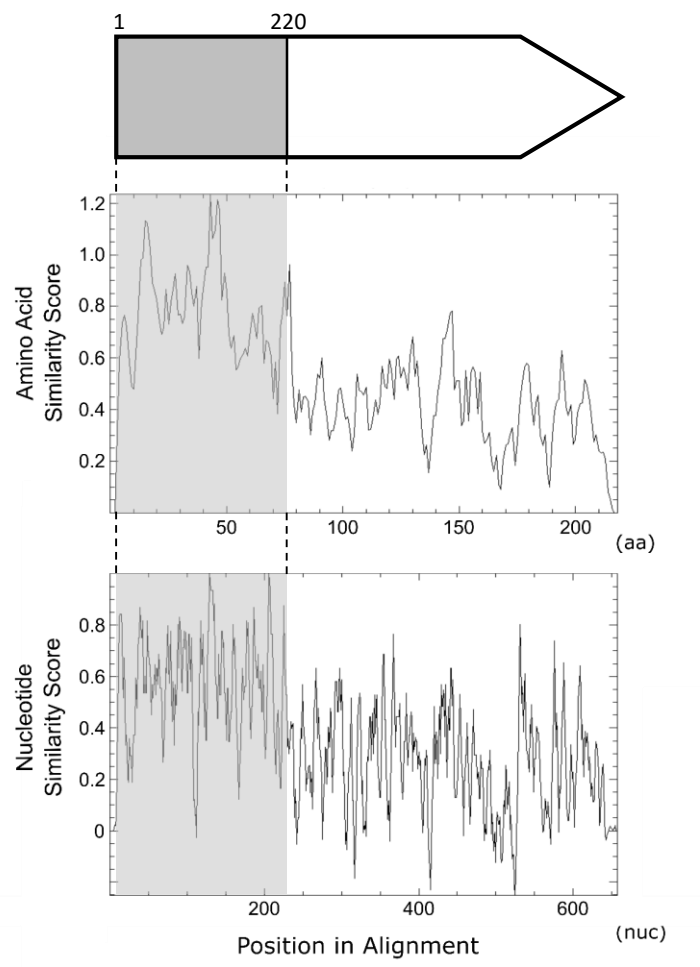 1 220
1.2
1.0
0.8
0.6
0.4
0.2
Amino Acid
Similarity Score
50 100 150 200
(aa)
0.8
0.6
0.4
0.2
0
Nucleotide
Similarity Score
200 400 600
(nuc)
Position in Alignment